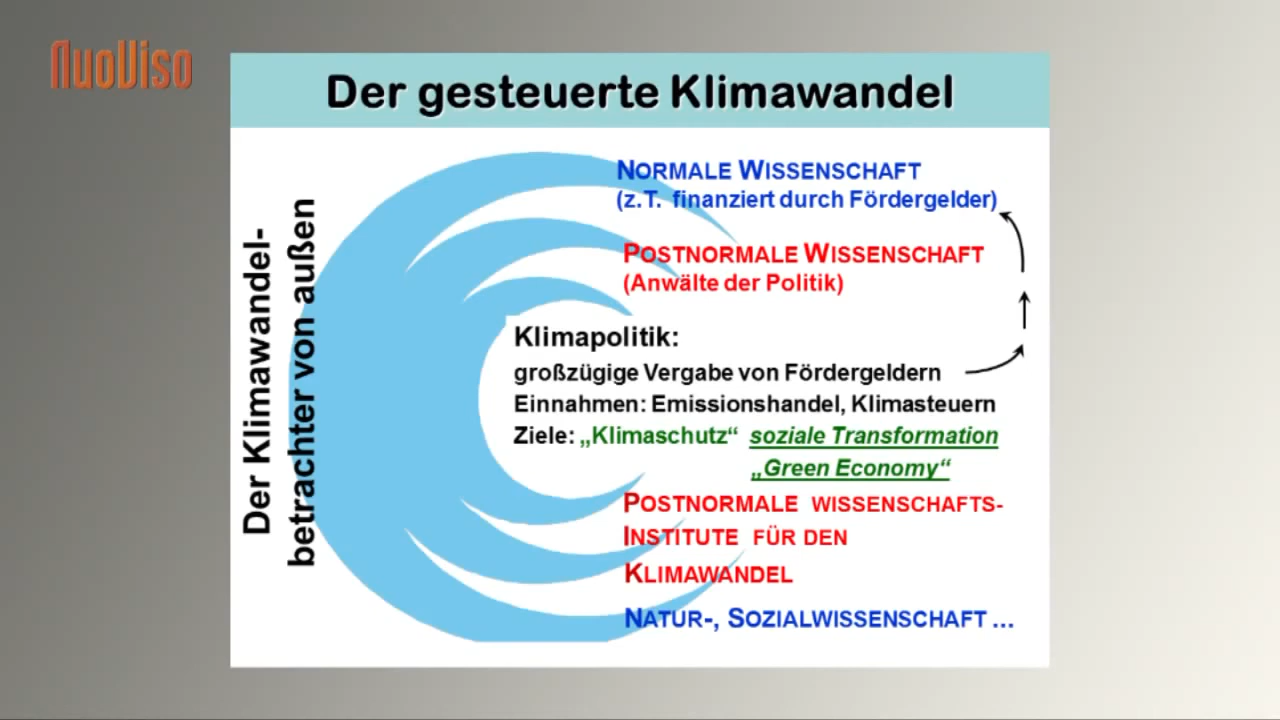 NuoViso
Der gesteuerte Klimawandel
Der Klimawandel-
betrachter von außen
NORMALE WISSENSCHAFT
(z.T. finanziert durch Fördergelder)
POSTNORMALE WISSENSCHAFT
(Anwälte der Politik)
Klimapolitik:
großzügige Vergabe von Fördergeldern
Einnahmen: Emissionshandel, Klimasteuern
Ziele: „Klimaschutz“ soziale Transformation
„Green Economy“
POSTNORMALE WISSENSCHAFTS-
INSTITUTE FÜR DEN
KLIMAWANDEL
NATUR-, SOZIALWISSENSCHAFT ...